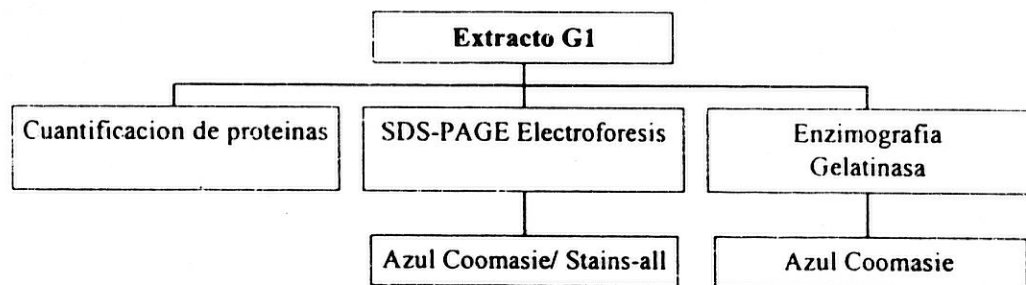 Extracto G1
Cuantificacion de proteinas
SDS-PAGE Electroforesis
Enzimografia
Gelatinasa
Azul Coomasie/ Stains-all
Azul Coomasie